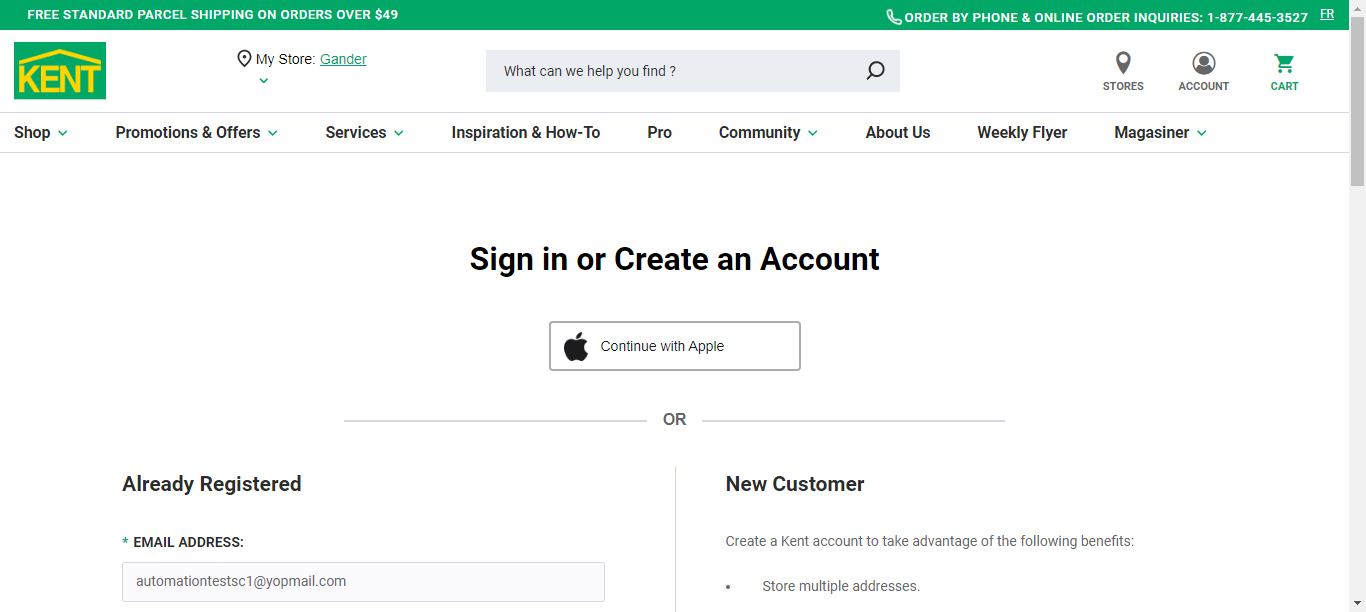 FREE STANDARD PARCEL SHIPPING ON ORDERS OVER $49
ORDER BY PHONE & ONLINE ORDER INQUIRIES: 1-877-445-3527 FR
KENT
My Store: Gander
What can we help you find ?
STORES ACCOUNT CART
Shop Promotions & Offers Services Inspiration & How-To Pro Community About Us Weekly Flyer Magasiner
Sign in or Create an Account
Continue with Apple
OR
Already Registered
* EMAIL ADDRESS:
automationtestsc1@yopmail.com
New Customer
Create a Kent account to take advantage of the following benefits:
• Store multiple addresses.